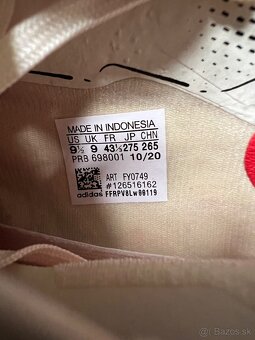 MADE IN INDONESIA
US UK FR JP CHN
9½ 9 43⅓ 275 265
PRB 698001 10/20
ART FY0749
#126516162
adidas FFRPV8Lw09119
© Bazos.sk